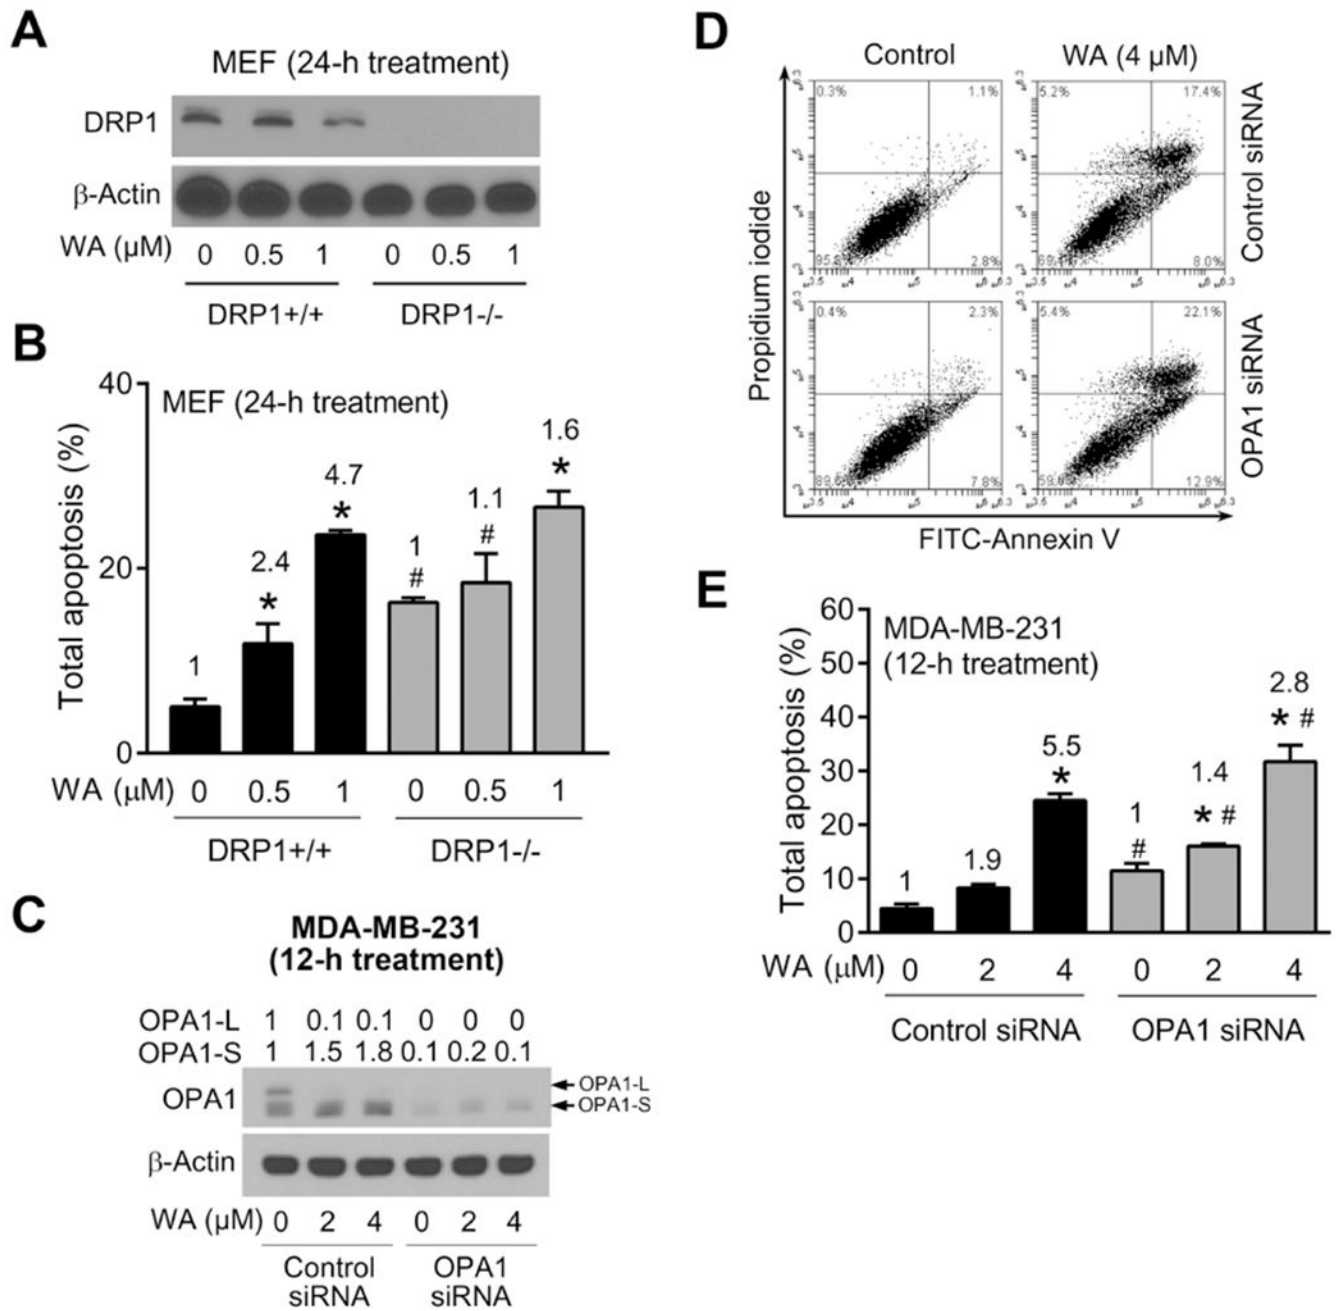 A
MEF (24-h treatment)
DRP1
β-Actin
WA (µM) 0 0.5 1 0 0.5 1
DRP1+/+ DRP1-/-
B
MEF (24-h treatment)
Total apoptosis (%)
40
20
0
1 2.4 4.7 1 1.1 1.6
* * # # *
WA (µM) 0 0.5 1 0 0.5 1
DRP1+/+ DRP1-/-
C
MDA-MB-231
(12-h treatment)
OPA1-L 1 0.1 0.1 0 0 0
OPA1-S 1 1.5 1.8 0.1 0.2 0.1
OPA1
OPA1-L
OPA1-S
β-Actin
WA (µM) 0 2 4 0 2 4
Control siRNA
OPA1 siRNA
D
Control
WA (4 µM)
0.3% 1.1%
2.8%
5.2% 17.4%
8.0%
Control siRNA
0.4% 2.3%
7.8%
5.4% 22.1%
12.9%
OPA1 siRNA
Propidium iodide
FITC-Annexin V
E
MDA-MB-231
(12-h treatment)
Total apoptosis (%)
60
50
40
30
20
10
0
1 1.9 5.5 1 1.4 2.8
* # * # * #
WA (µM) 0 2 4 0 2 4
Control siRNA OPA1 siRNA